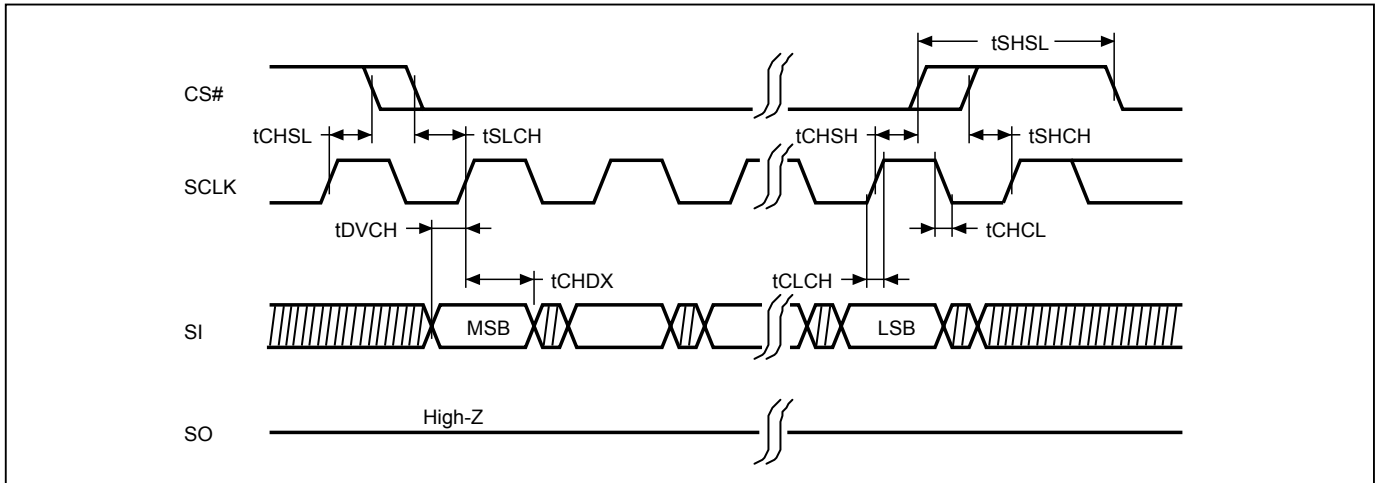 tSHSL
CS#
tCHSL
tSLCH
tCHSH
tSHCH
SCLK
tDVCH
tCHCL
tCHDX
tCLCH
SI
MSB
LSB
High-Z
SO